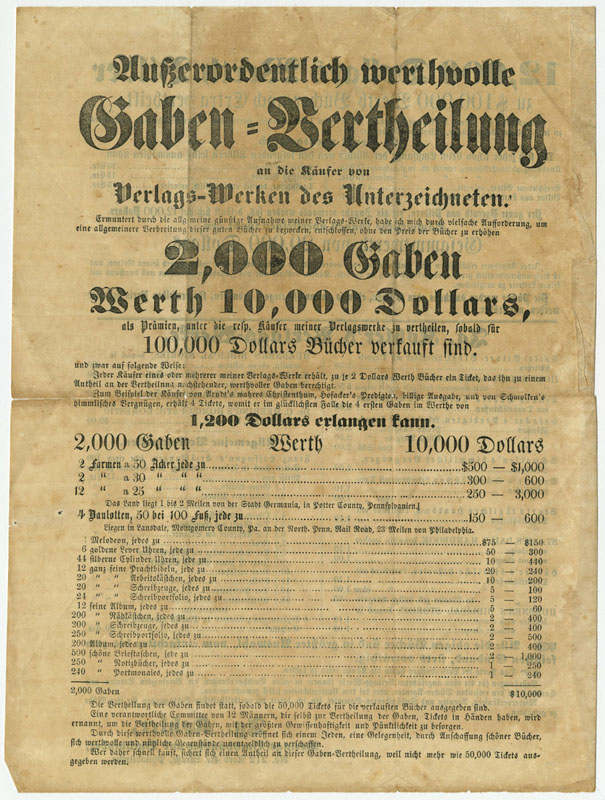 Außerordentlich werthvolle
Gaben-Vertheilung
an die Käufer von
Verlags-Werken des Unterzeichneten.
Ermuntert durch die allgemeine günstige Aufnahme meiner Verlags-Werke, habe ich mich durch vielfache Aufforderung, um
eine allgemeinere Verbreitung dieser guten Bücher zu bezwecken, entschlossen, ohne den Preis der Bücher zu erhöhen
2,000 Gaben
Werth 10,000 Dollars,
als Prämien, unter die resp. Käufer meiner Verlagswerke zu vertheilen, sobald für
100,000 Dollars Bücher verkauft sind.
und zwar auf folgende Weise:
Jeder Käufer eines oder mehrerer meiner Verlags-Werke erhält, zu je 2 Dollars Werth Bücher ein Ticket, das ihn zu einem
Antheil an der Vertheilung nachstehender, werthvoller Gaben berechtigt.
Zum Beispiel der Käufer von Arndt's wahres Christenthum, Hofacker's Predigten, billige Ausgabe, und von Schmolken's
himmlisches Vergnügen, erhält 4 Tickets, womit er im glücklichsten Falle die 4 ersten Gaben im Werthe von
1,200 Dollars erlangen kann.
2,000 Gaben Werth 10,000 Dollars
2 Farmen a 50 Acker jede zu $500 — $1,000
2 " a 30 " " " 300 — 600
12 " a 25 " " " 250 — 3,000
Das Land liegt 1 bis 2 Meilen von der Stadt Germania, in Potter County, Pennsylvanien.
4 Baulotten, 50 bei 100 Fuß, jede zu 150 — 600
Liegen in Lansdale, Montgomery County, Pa. an der North. Penn. Rail Road, 23 Meilen von Philadelphia.
2 Melodeon, jedes zu $75 — $150
6 goldene Lever Uhren, jede zu 50 — 300
44 silberne Cylinder Uhren, jede zu 10 — 440
12 ganz feine Prachtbibeln, jede zu 20 — 240
20 " " Arbeitskästchen, jedes zu 10 — 200
20 " " Schreibzeuge, jedes zu 5 — 100
24 " " Schreibportfolio, jedes zu 5 — 120
12 feine Album, jedes zu 5 — 60
200 " Nähkästchen, jedes zu 2 — 400
200 " Schreibzeuge, jedes zu 2 — 400
250 " Schreibportfolio, jedes zu 2 — 500
200 Album, jedes zu 2 — 400
500 schöne Brieftaschen, jede zu 2 — 1,000
250 " Notizbücher, jedes zu 1 — 250
240 " Portmonaies, jedes zu 1 — 240
2,000 Gaben $10,000
Die Vertheilung der Gaben findet statt, sobald die 50,000 Tickets für die verkauften Bücher ausgegeben sind.
Eine verantwortliche Committee von 12 Männern, die selbst zur Vertheilung der Gaben, Tickets in Händen haben, wird
ernannt, um die Vertheilung der Gaben, mit der größten Gewissenhaftigkeit und Pünktlichkeit zu besorgen.
Durch diese werthvolle Gaben-Vertheilung eröffnet sich einem Jeden, eine Gelegenheit, durch Anschaffung schöner Bücher,
sich werthvolle und nützliche Gegenstände unentgeldlich zu verschaffen.
Wer daher schnell kauft, sichert sich einen Antheil an dieser Gaben-Vertheilung, weil nicht mehr wie 50,000 Tickets aus-
gegeben werden.